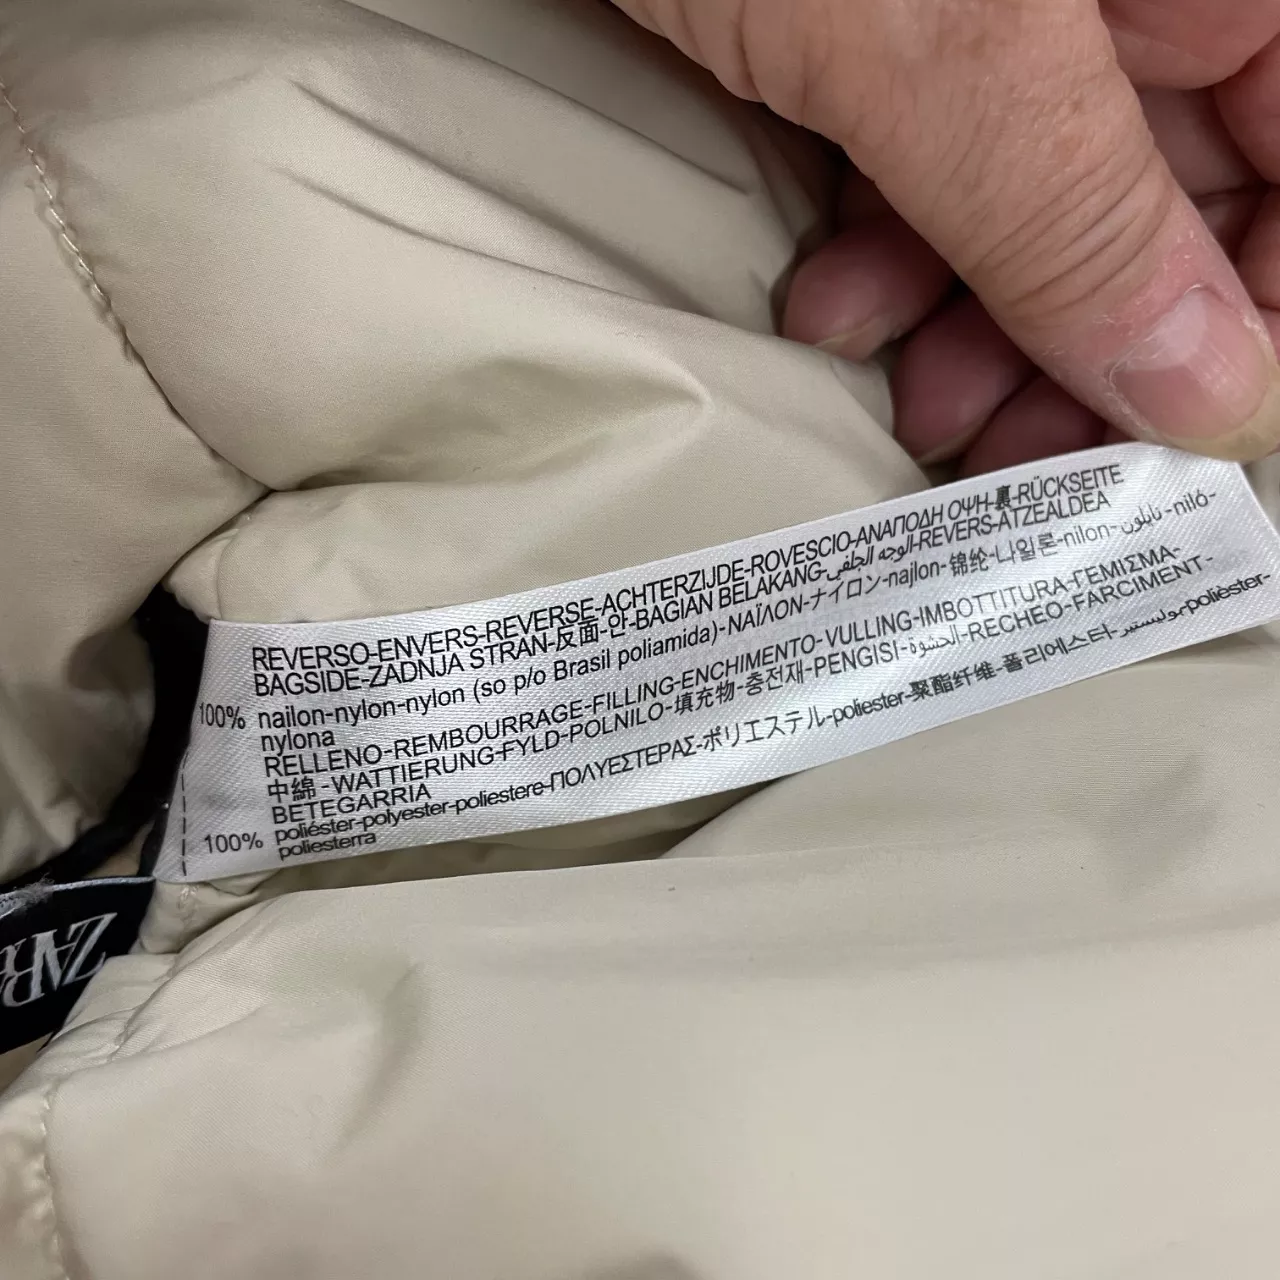 REVERSO-ENVERS-REVERSE-ACHTERZIJDE-ROVESCIO-ΑΝΑΠΟΔΗ ΟΨΗ-裏-RÜCKSEITE
BAGSIDE-ZADNJA STRAN-反面-안-BAGIAN BELAKANG-الوجه الخلفي-REVERS-ATZEALDEA
100% nailon-nylon-nylon (so p/o Brasil poliamida)-ΝΑΪΛΟΝ-ナイロン-najlon-锦纶-나일론-nilon-نايلون-niló-
nylona
RELLENO-REMBOURRAGE-FILLING-ENCHIMENTO-VULLING-IMBOTTITURA-ΓΕΜΙΣΜΑ-
中綿-WATTIERUNG-FYLD-POLNILO-填充物-충전재-PENGISI-الحشوة-RECHEO-FARCIMENT-
BETEGARRIA
100% poliéster-polyester-poliestere-ΠΟΛΥΕΣΤΕΡΑΣ-ポリエステル-poliester-聚酯纤维-폴리에스터-بوليستير-polièster-
poliesterra
ZARA